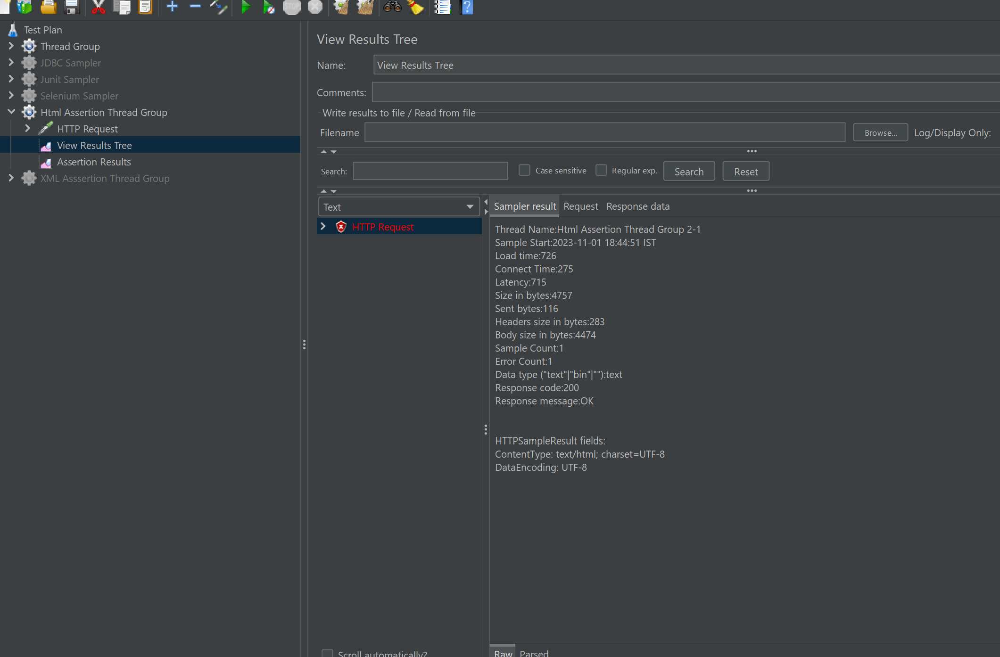 STOP
Test Plan
Thread Group
JDBC Sampler
Junit Sampler
Selenium Sampler
Html Assertion Thread Group
HTTP Request
View Results Tree
Assertion Results
XML Asssertion Thread Group
View Results Tree
Name: View Results Tree
Comments:
Write results to file / Read from file
Filename Browse... Log/Display Only:
Search: Case sensitive Regular exp. Search Reset
Text
HTTP Request
Sampler result Request Response data
Thread Name:Html Assertion Thread Group 2-1
Sample Start:2023-11-01 18:44:51 IST
Load time:726
Connect Time:275
Latency:715
Size in bytes:4757
Sent bytes:116
Headers size in bytes:283
Body size in bytes:4474
Sample Count:1
Error Count:1
Data type ("text"|"bin"|""):text
Response code:200
Response message:OK
HTTPSampleResult fields:
ContentType: text/html; charset=UTF-8
DataEncoding: UTF-8
Scroll automatically?
Raw Parsed